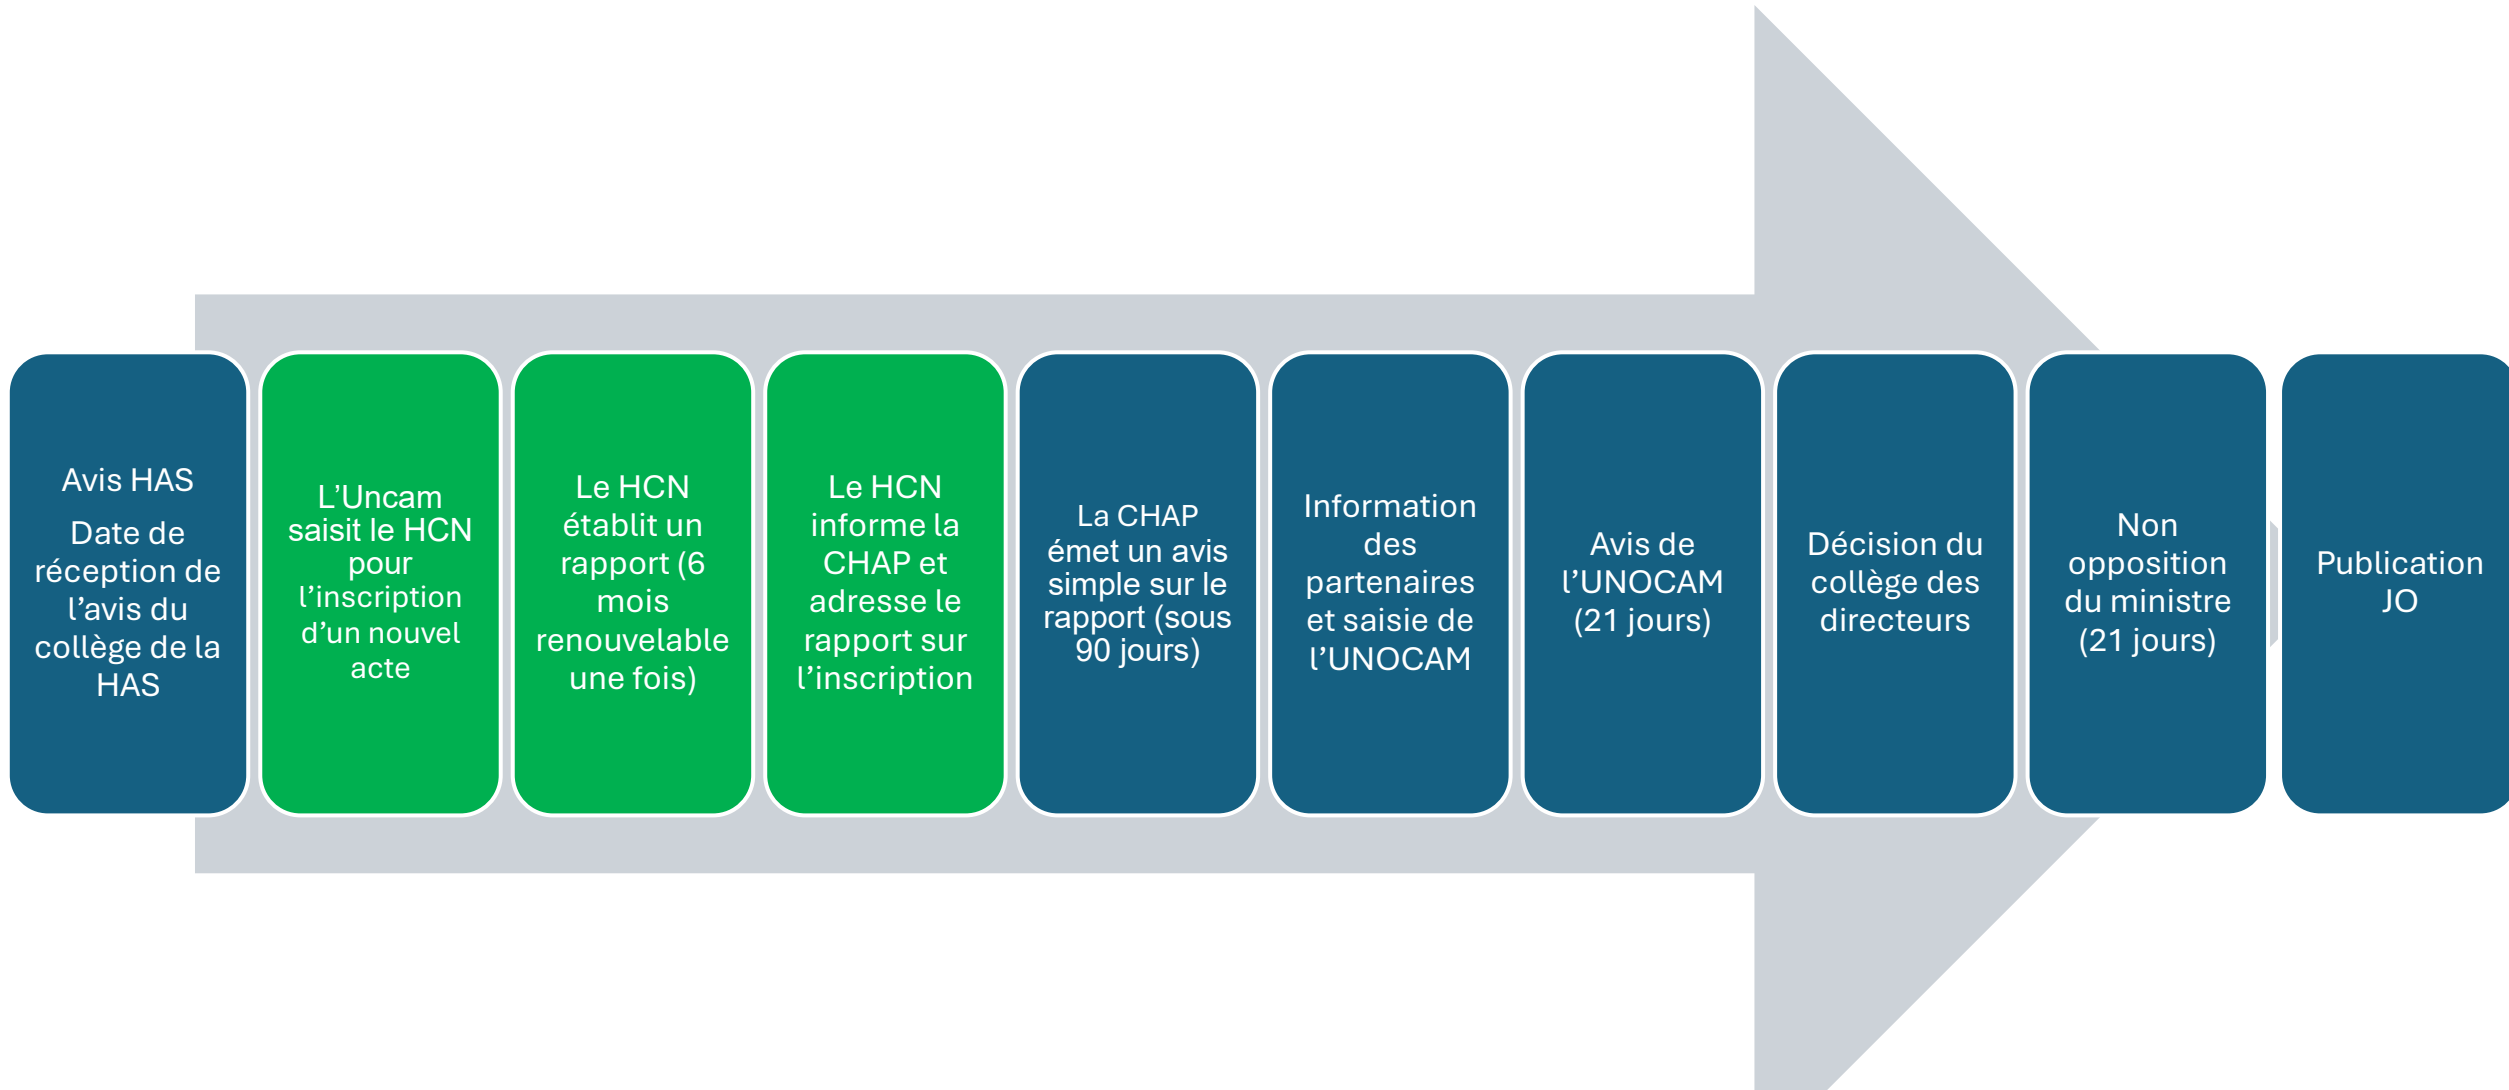 Avis HAS
Date de
réception de
l’avis du
collège de la
HAS
L’Uncam
saisit le HCN
pour
l’inscription
d’un nouvel
acte
Le HCN
établit un
rapport (6
mois
renouvelable
une fois)
Le HCN
informe la
CHAP et
adresse le
rapport sur
l’inscription
La CHAP
émet un avis
simple sur le
rapport (sous
90 jours)
Information
des
partenaires
et saisie de
l’UNOCAM
Avis de
l’UNOCAM
(21 jours)
Décision du
collège des
directeurs
Non
opposition
du ministre
(21 jours)
Publication
JO